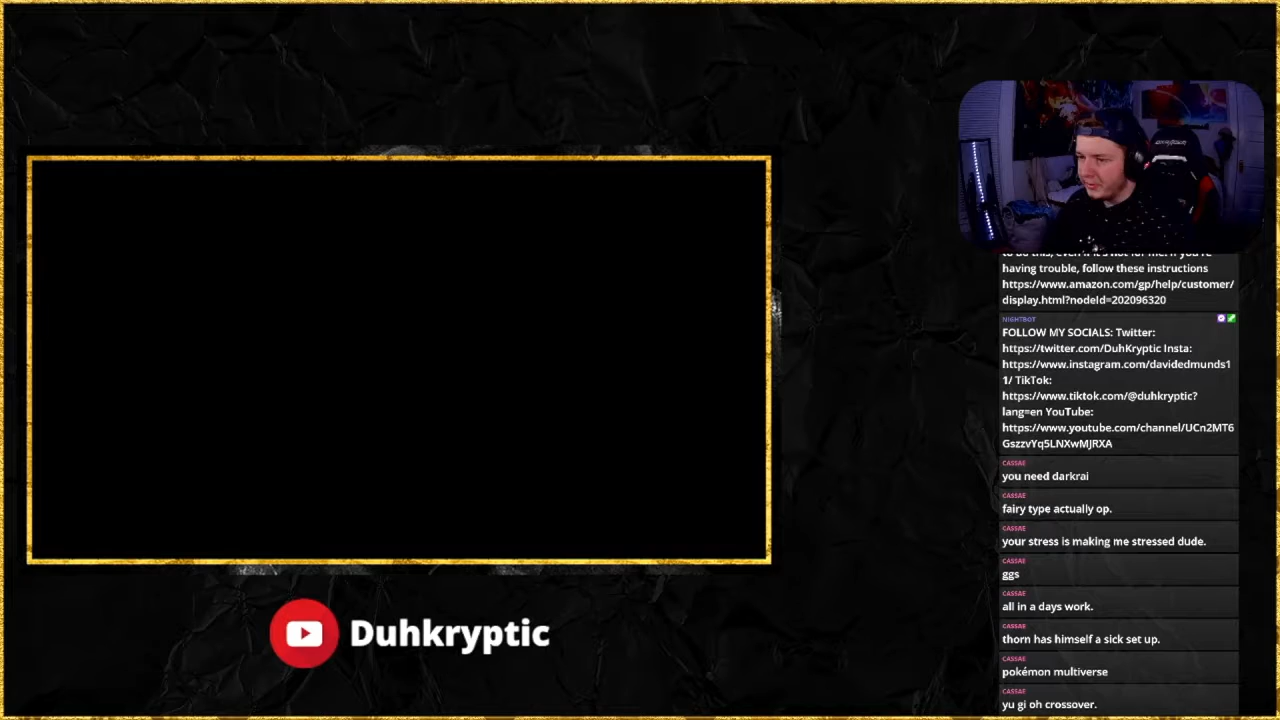 having trouble, follow these instructions
https://www.amazon.com/gp/help/customer/
display.html?nodeId=202096320
NIGHTBOT
FOLLOW MY SOCIALS: Twitter:
https://twitter.com/DuhKryptic Insta:
https://www.instagram.com/davidedmunds1
1/ TikTok:
https://www.tiktok.com/@duhkryptic?
lang=en YouTube:
https://www.youtube.com/channel/UCn2MT6
GszzvYq5LNXwMJRXA
CASSAE
you need darkrai
CASSAE
fairy type actually op.
CASSAE
your stress is making me stressed dude.
CASSAE
ggs
CASSAE
all in a days work.
CASSAE
thorn has himself a sick set up.
CASSAE
pokémon multiverse
CASSAE
yu gi oh crossover.
Duhkryptic